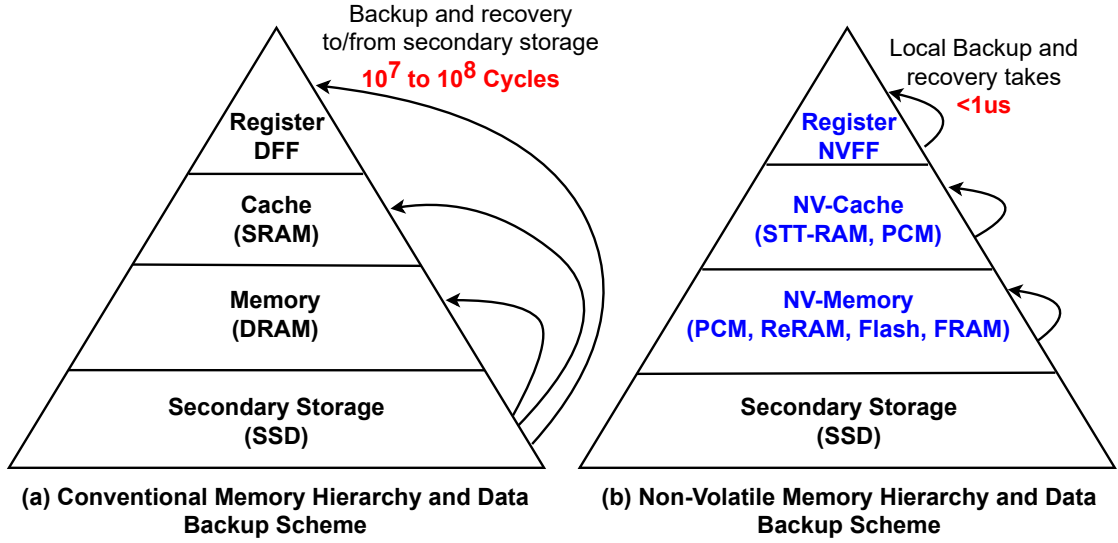 Backup and recovery
to/from secondary storage
10^7 to 10^8 Cycles
Register
DFF
Cache
(SRAM)
Memory
(DRAM)
Secondary Storage
(SSD)
(a) Conventional Memory Hierarchy and Data
Backup Scheme
Local Backup and
recovery takes
<1us
Register
NVFF
NV-Cache
(STT-RAM, PCM)
NV-Memory
(PCM, ReRAM, Flash, FRAM)
Secondary Storage
(SSD)
(b) Non-Volatile Memory Hierarchy and Data
Backup Scheme